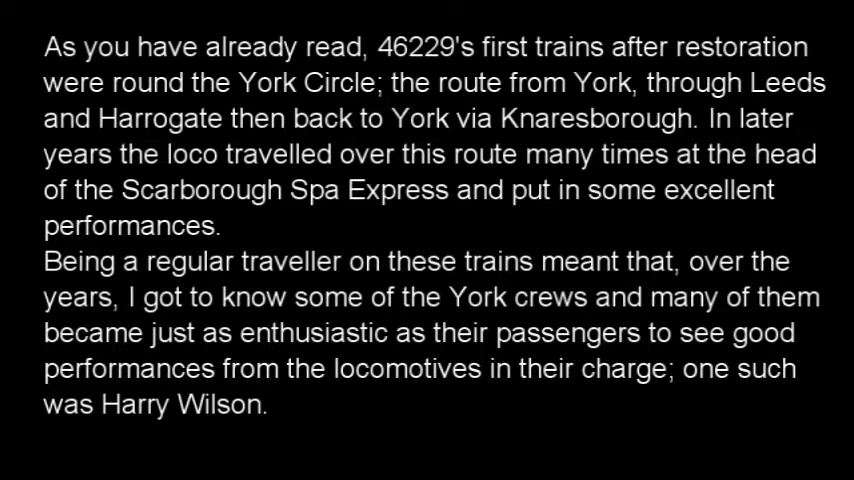 As you have already read, 46229's first trains after restoration
were round the York Circle; the route from York, through Leeds
and Harrogate then back to York via Knaresborough. In later
years the loco travelled over this route many times at the head
of the Scarborough Spa Express and put in some excellent
performances.
Being a regular traveller on these trains meant that, over the
years, I got to know some of the York crews and many of them
became just as enthusiastic as their passengers to see good
performances from the locomotives in their charge; one such
was Harry Wilson.